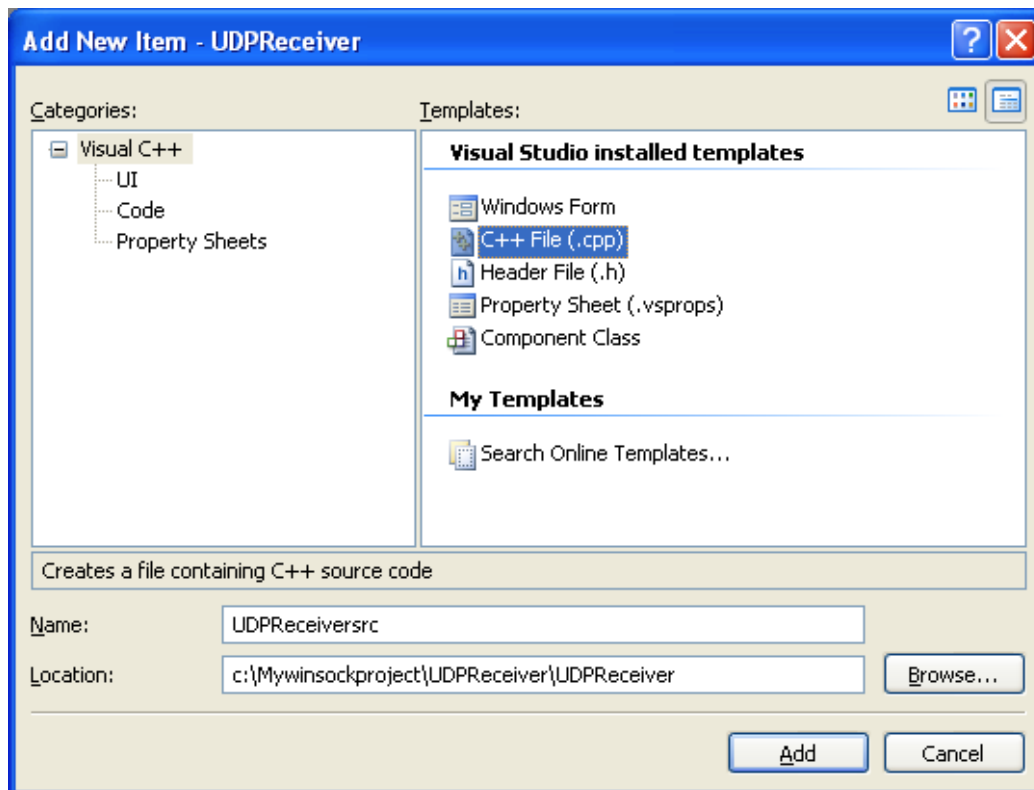 Add New Item - UDPReceiver
Categories:
Templates:
Visual C++
UI
Code
Property Sheets
Visual Studio installed templates
Windows Form
C++ File (.cpp)
Header File (.h)
Property Sheet (.vsprops)
Component Class
My Templates
Search Online Templates...
Creates a file containing C++ source code
Name:
UDPReceiversrc
Location:
c:\Mywinsockproject\UDPReceiver\UDPReceiver
Browse...
Add
Cancel